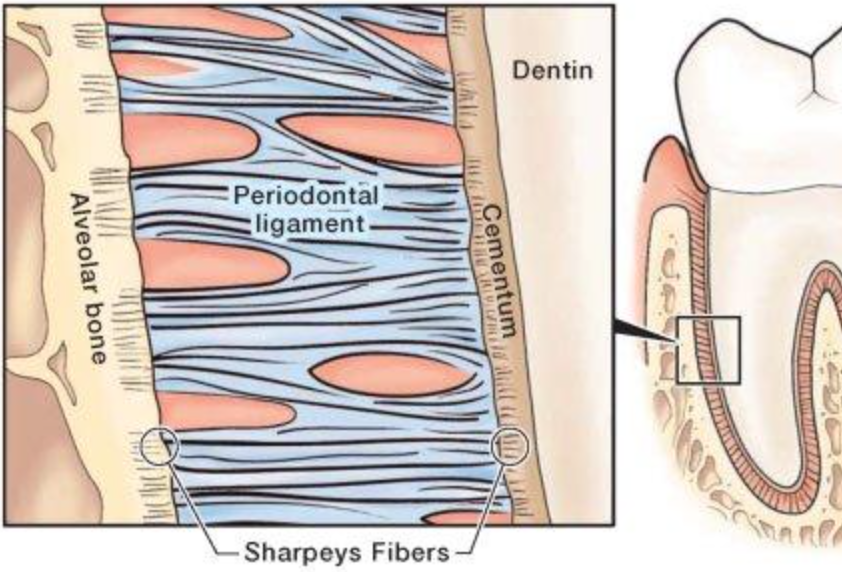 Dentin
Periodontal
ligament
Alveolar bone
Cementum
Sharpeys Fibers